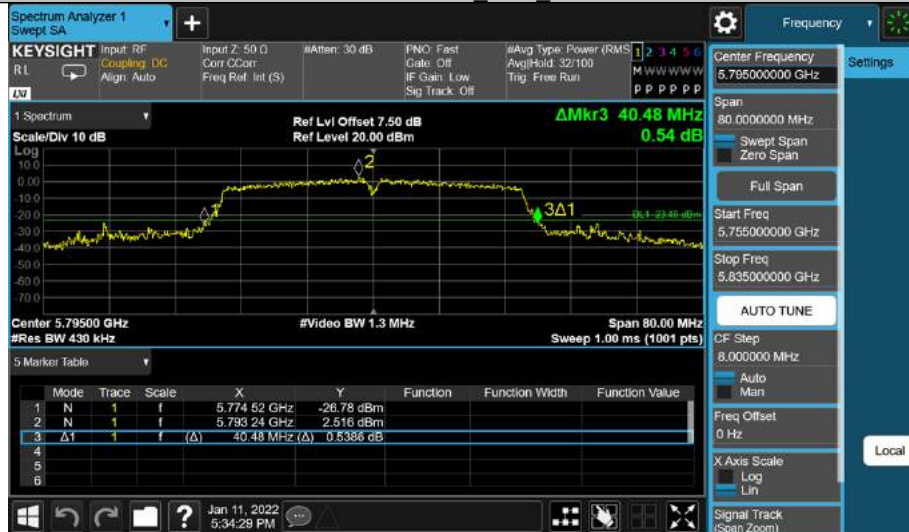 Spectrum Analyzer 1
Swept SA
Frequency
KEYSIGHT
RL
LXI
Input: RF
Coupling: DC
Align: Auto
Input Z: 50 Ω
Corr CCorr
Freq Ref: Int (S)
#Atten: 30 dB
PNO: Fast
Gate: Off
IF Gain: Low
Sig Track: Off
#Avg Type: Power (RMS
Avg|Hold: 32/100
Trig: Free Run
1 2 3 4 5 6
M W W W W W
P P P P P P
Center Frequency
5.795000000 GHz
Settings
Span
80.0000000 MHz
Swept Span
Zero Span
Full Span
Start Freq
5.755000000 GHz
Stop Freq
5.835000000 GHz
AUTO TUNE
CF Step
8.000000 MHz
Auto
Man
Freq Offset
0 Hz
X Axis Scale
Log
Lin
Local
Signal Track
(Span Zoom)
1 Spectrum
Scale/Div 10 dB
Ref Lvl Offset 7.50 dB
Ref Level 20.00 dBm
ΔMkr3 40.48 MHz
0.54 dB
Log
10.0
0.00
-10.0
-20.0
-30.0
-40.0
-50.0
-60.0
-70.0
1
2
3Δ1
DL1 -23.48 dBm
Center 5.79500 GHz
#Res BW 430 kHz
#Video BW 1.3 MHz
Span 80.00 MHz
Sweep 1.00 ms (1001 pts)
5 Marker Table
Mode Trace Scale X Y Function Function Width Function Value
1 N 1 f 5.774 52 GHz -26.78 dBm
2 N 1 f 5.793 24 GHz 2.516 dBm
3 Δ1 1 f (Δ) 40.48 MHz (Δ) 0.5386 dB
4
5
6
?
Jan 11, 2022
5:34:29 PM